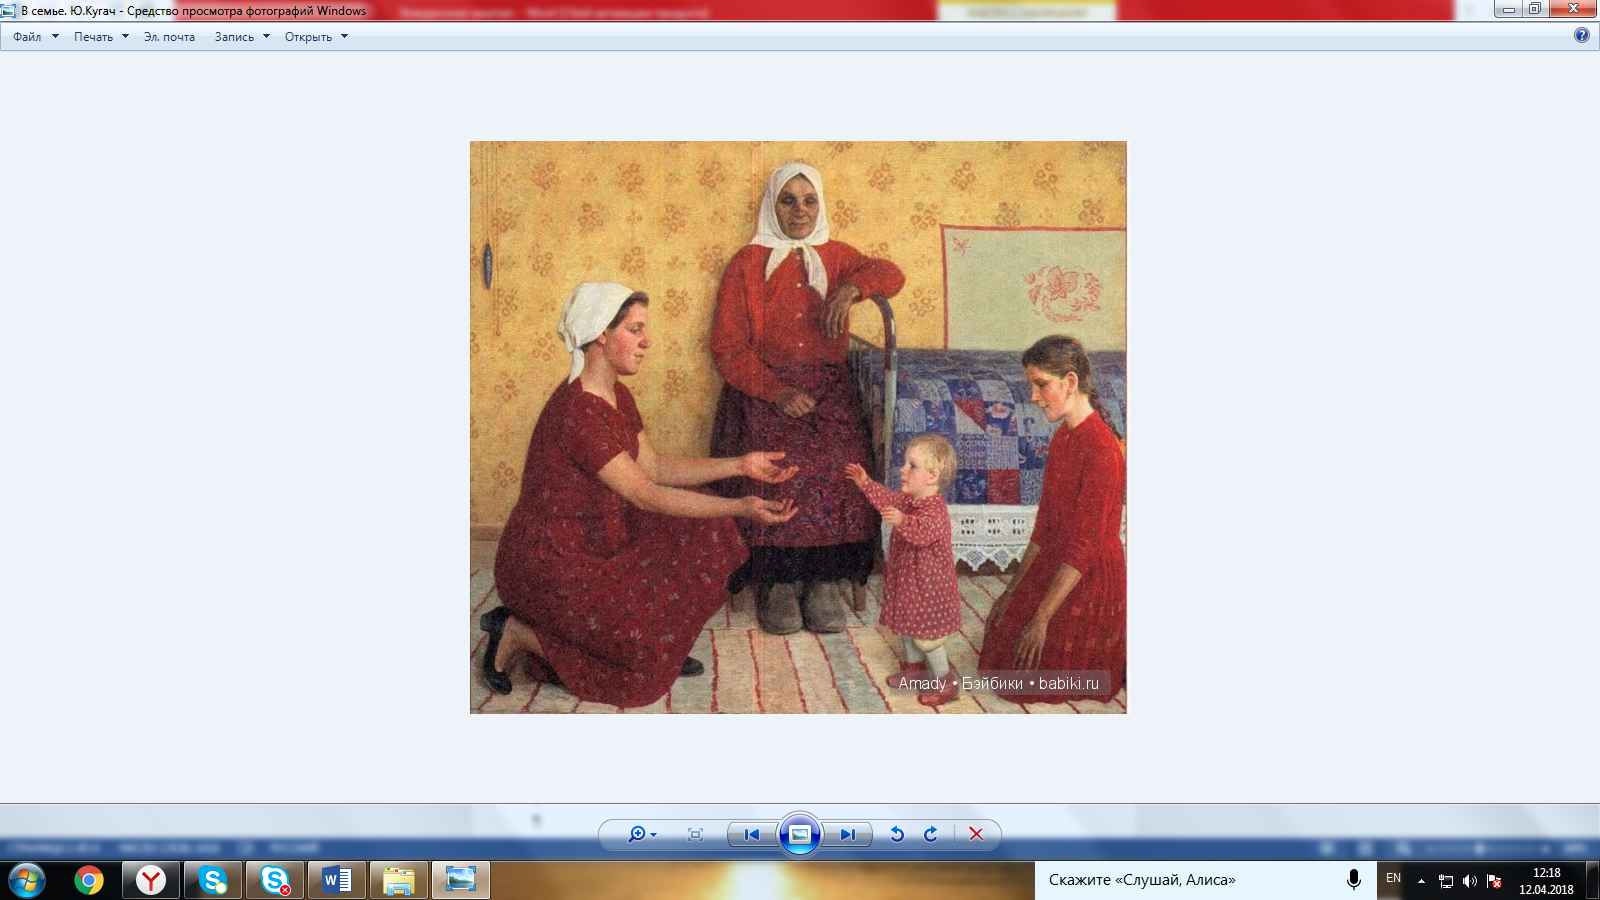 В семье. Ю.Кугач - Средство просмотра фотографий Windows
Файл Печать Эл. почта Запись Открыть
Amady • Бэйбики • babiki.ru
Скажите «Слушай, Алиса»
EN
12:18
12.04.2018